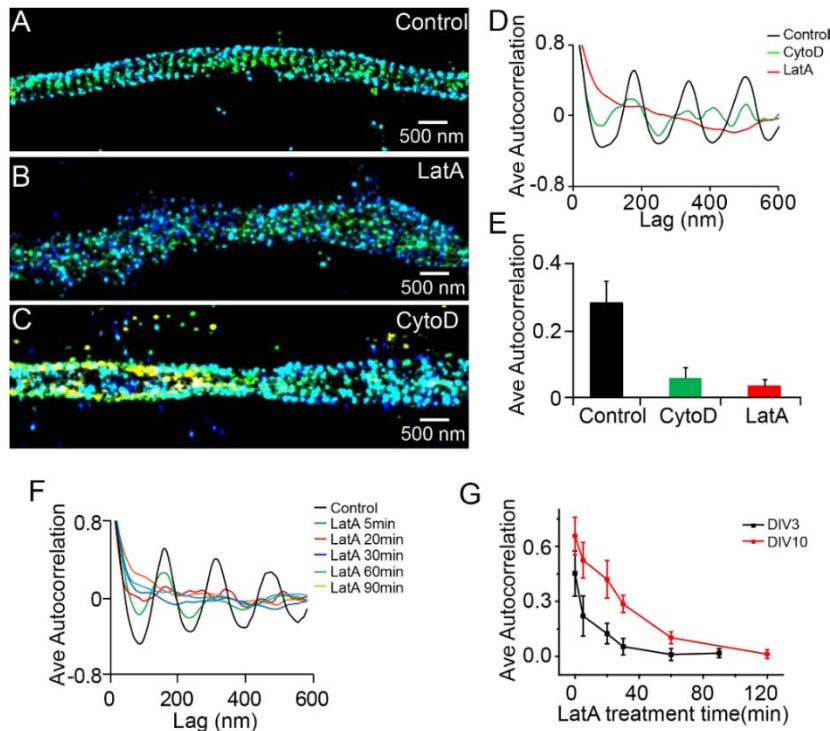 A
Control
500 nm
B
LatA
500 nm
C
CytoD
500 nm
D
Control
CytoD
LatA
Ave Autocorrelation
0.8
0
-0.8
0 200 400 600
Lag (nm)
E
Ave Autocorrelation
0.4
0.2
0
Control CytoD LatA
F
Control
LatA 5min
LatA 20min
LatA 30min
LatA 60min
LatA 90min
Ave Autocorrelation
0.8
0
-0.8
0 200 400 600
Lag (nm)
G
DIV3
DIV10
Ave Autocorrelation
0.6
0.3
0.0
0 40 80 120
LatA treatment time(min)